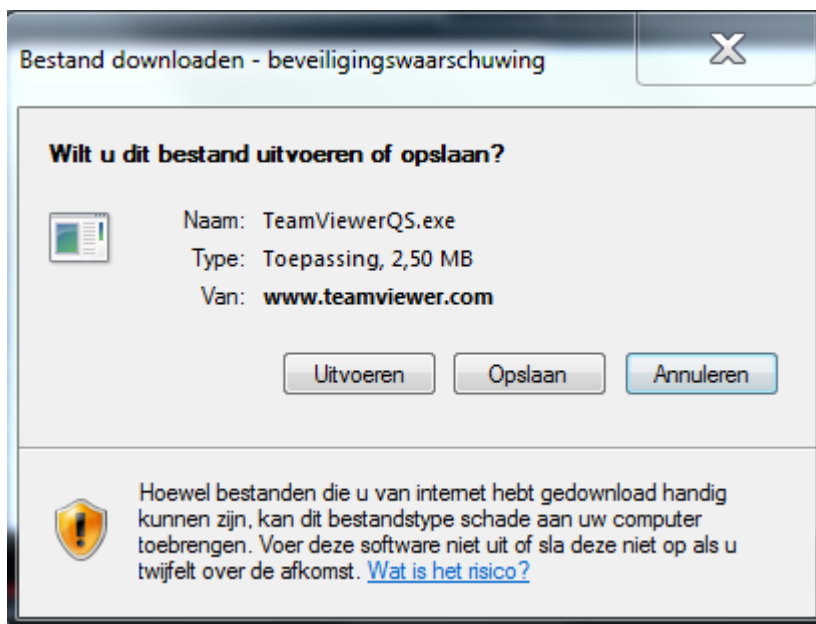 Bestand downloaden - beveiligingswaarschuwing
Wilt u dit bestand uitvoeren of opslaan?
Naam: TeamViewerQS.exe
Type: Toepassing, 2,50 MB
Van: www.teamviewer.com
Uitvoeren Opslaan Annuleren
Hoewel bestanden die u van internet hebt gedownload handig
kunnen zijn, kan dit bestandstype schade aan uw computer
toebrengen. Voer deze software niet uit of sla deze niet op als u
twijfelt over de afkomst. Wat is het risico?